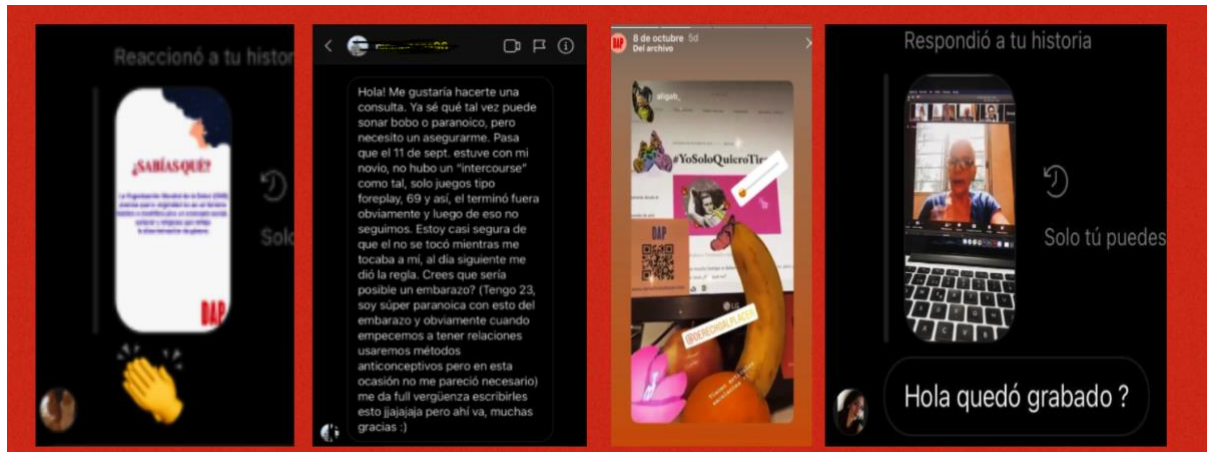 Reaccionó a tu histor
¿SABÍAS QUÉ?
DAP
Solo
Hola! Me gustaría hacerte una
consulta. Ya sé qué tal vez puede
sonar bobo o paranoico, pero
necesito un asegurarme. Pasa
que el 11 de sept. estuve con mi
novio, no hubo un "intercourse"
como tal, solo juegos tipo
foreplay, 69 y así, el terminó fuera
obviamente y luego de eso no
seguimos. Estoy casi segura de
que el no se tocó mientras me
tocaba a mí, al día siguiente me
dió la regla. Crees que sería
posible un embarazo? (Tengo 23,
soy súper paranoica con esto del
embarazo y obviamente cuando
empecemos a tener relaciones
usaremos métodos
anticonceptivos pero en esta
ocasión no me pareció necesario)
me da full vergüenza escribirles
esto jjajajaja pero ahí va, muchas
gracias :)
DAP
8 de octubre 5d
Del archivo
aligab_
#YoSoloQuieroTira
DAP
LG
@DERECHOALPLACER
Respondió a tu historia
Solo tú puedes
Hola quedó grabado ?